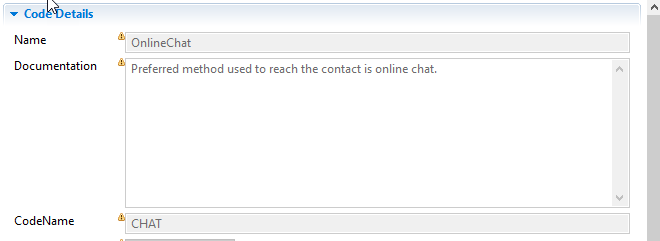 Code Details
Name
OnlineChat
Documentation
Preferred method used to reach the contact is online chat.
CodeName
CHAT